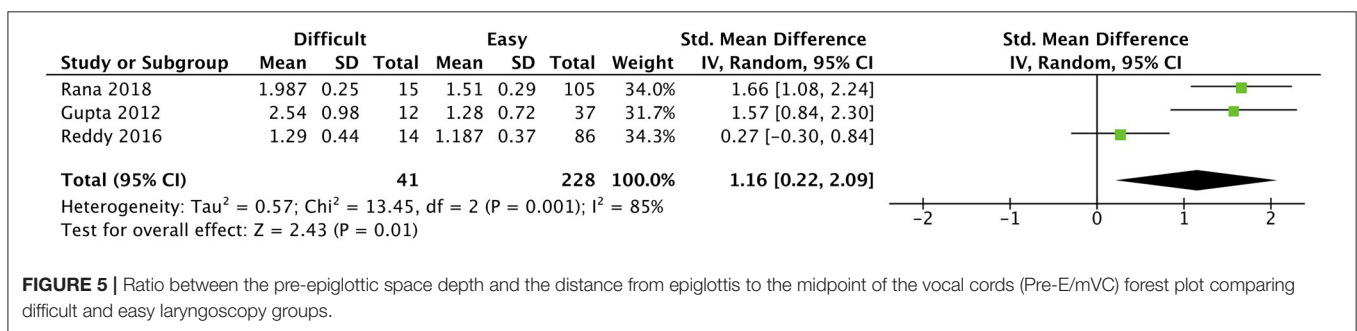 Difficult Easy Std. Mean Difference Std. Mean Difference
Study or Subgroup Mean SD Total Mean SD Total Weight IV, Random, 95% CI IV, Random, 95% CI
Rana 2018 1.987 0.25 15 1.51 0.29 105 34.0% 1.66 [1.08, 2.24]
Gupta 2012 2.54 0.98 12 1.28 0.72 37 31.7% 1.57 [0.84, 2.30]
Reddy 2016 1.29 0.44 14 1.187 0.37 86 34.3% 0.27 [−0.30, 0.84]
Total (95% CI) 41 228 100.0% 1.16 [0.22, 2.09]
Heterogeneity: Tau² = 0.57; Chi² = 13.45, df = 2 (P = 0.001); I² = 85%
Test for overall effect: Z = 2.43 (P = 0.01)
−2 −1 0 1 2
FIGURE 5 | Ratio between the pre-epiglottic space depth and the distance from epiglottis to the midpoint of the vocal cords (Pre-E/mVC) forest plot comparing
difficult and easy laryngoscopy groups.